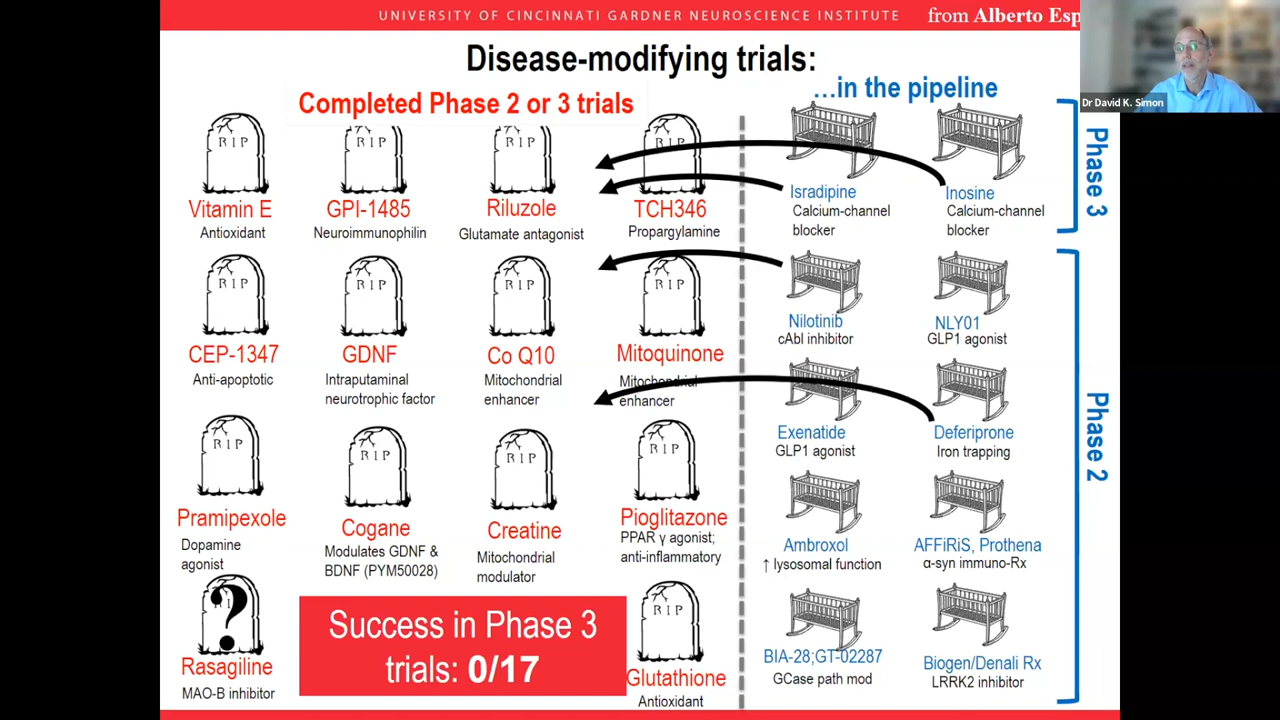 UNIVERSITY OF CINCINNATI GARDNER NEUROSCIENCE INSTITUTE from Alberto Esp
Dr David K. Simon
Disease-modifying trials:
...in the pipeline
Completed Phase 2 or 3 trials
RIP RIP RIP RIP
Vitamin E GPI-1485 Riluzole TCH346
Antioxidant Neuroimmunophilin Glutamate antagonist Propargylamine
Isradipine Inosine
Calcium-channel Calcium-channel
blocker blocker
Phase 3
RIP RIP RIP RIP
CEP-1347 GDNF Co Q10 Mitoquinone
Anti-apoptotic Intraputaminal Mitochondrial Mitochondrial
neurotrophic factor enhancer enhancer
Nilotinib NLY01
cAbl inhibitor GLP1 agonist
Exenatide Deferiprone
GLP1 agonist Iron trapping
Phase 2
RIP RIP RIP RIP
Pramipexole Cogane Creatine Pioglitazone
Dopamine Modulates GDNF & Mitochondrial PPAR γ agonist;
agonist BDNF (PYM50028) modulator anti-inflammatory
Ambroxol AFFiRiS, Prothena
↑ lysosomal function α-syn immuno-Rx
RIP ? RIP
Rasagiline Glutathione
MAO-B inhibitor Antioxidant
Success in Phase 3
trials: 0/17
BIA-28;GT-02287 Biogen/Denali Rx
GCase path mod LRRK2 inhibitor